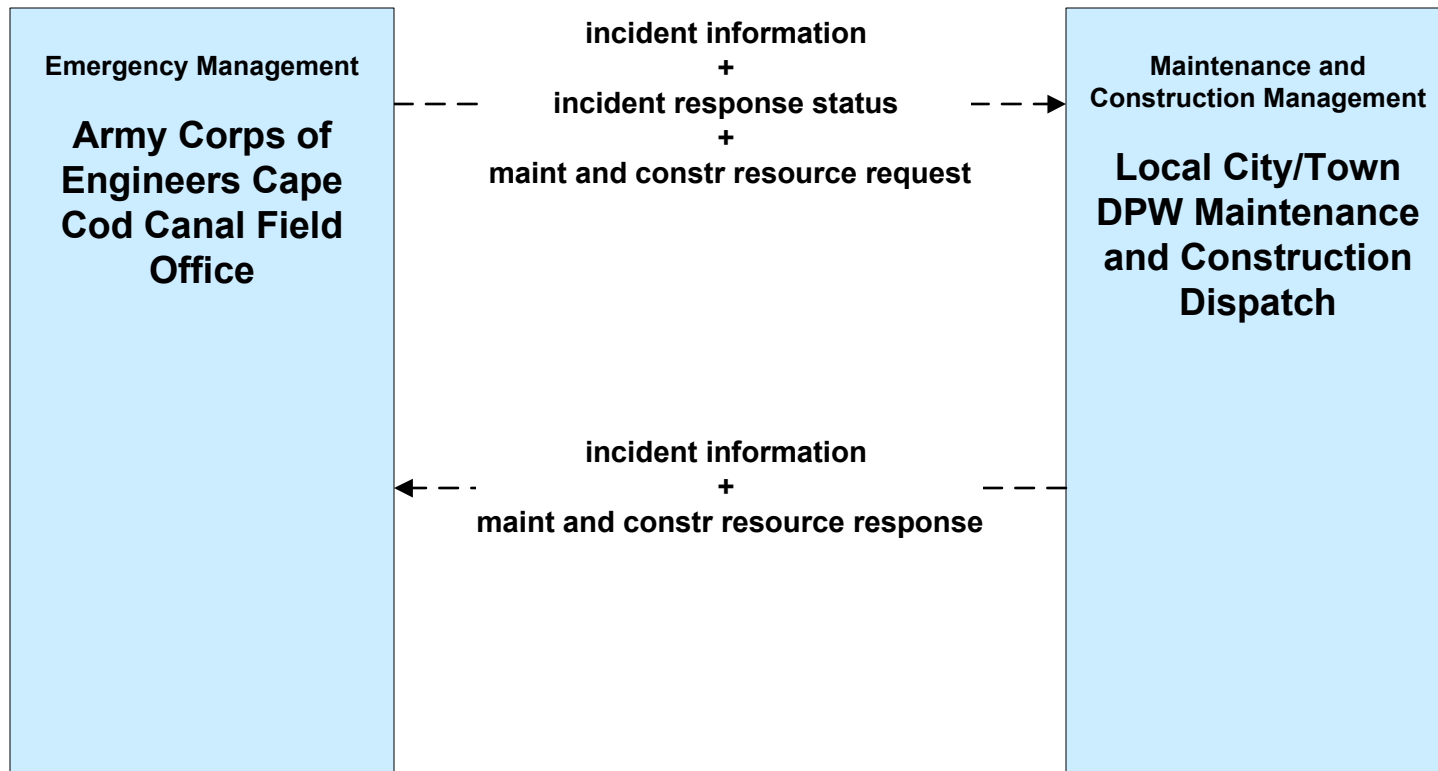 Emergency Management
Army Corps of
Engineers Cape
Cod Canal Field
Office
incident information
+
incident response status
+
maint and constr resource request
Maintenance and
Construction Management
Local City/Town
DPW Maintenance
and Construction
Dispatch
incident information
+
maint and constr resource response